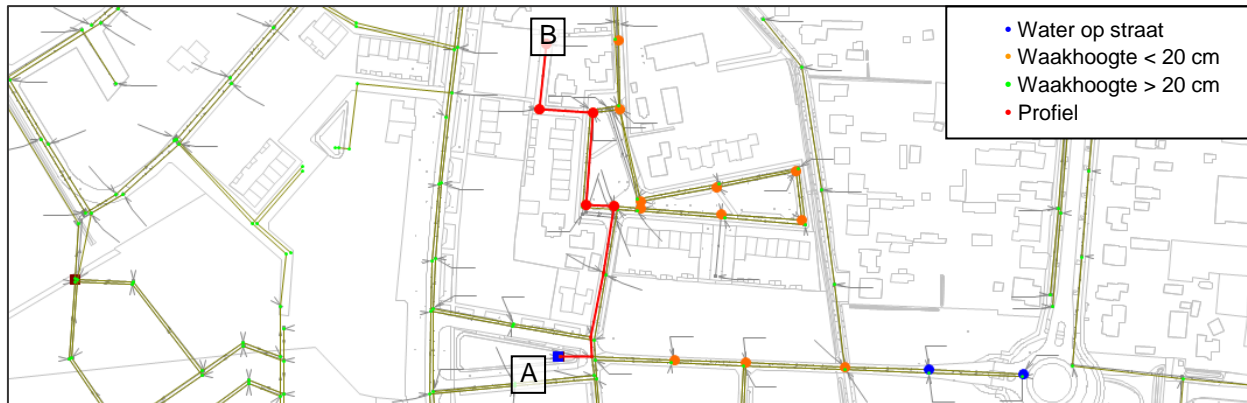 B
Water op straat
Waakhoogte < 20 cm
Waakhoogte > 20 cm
Profiel
A